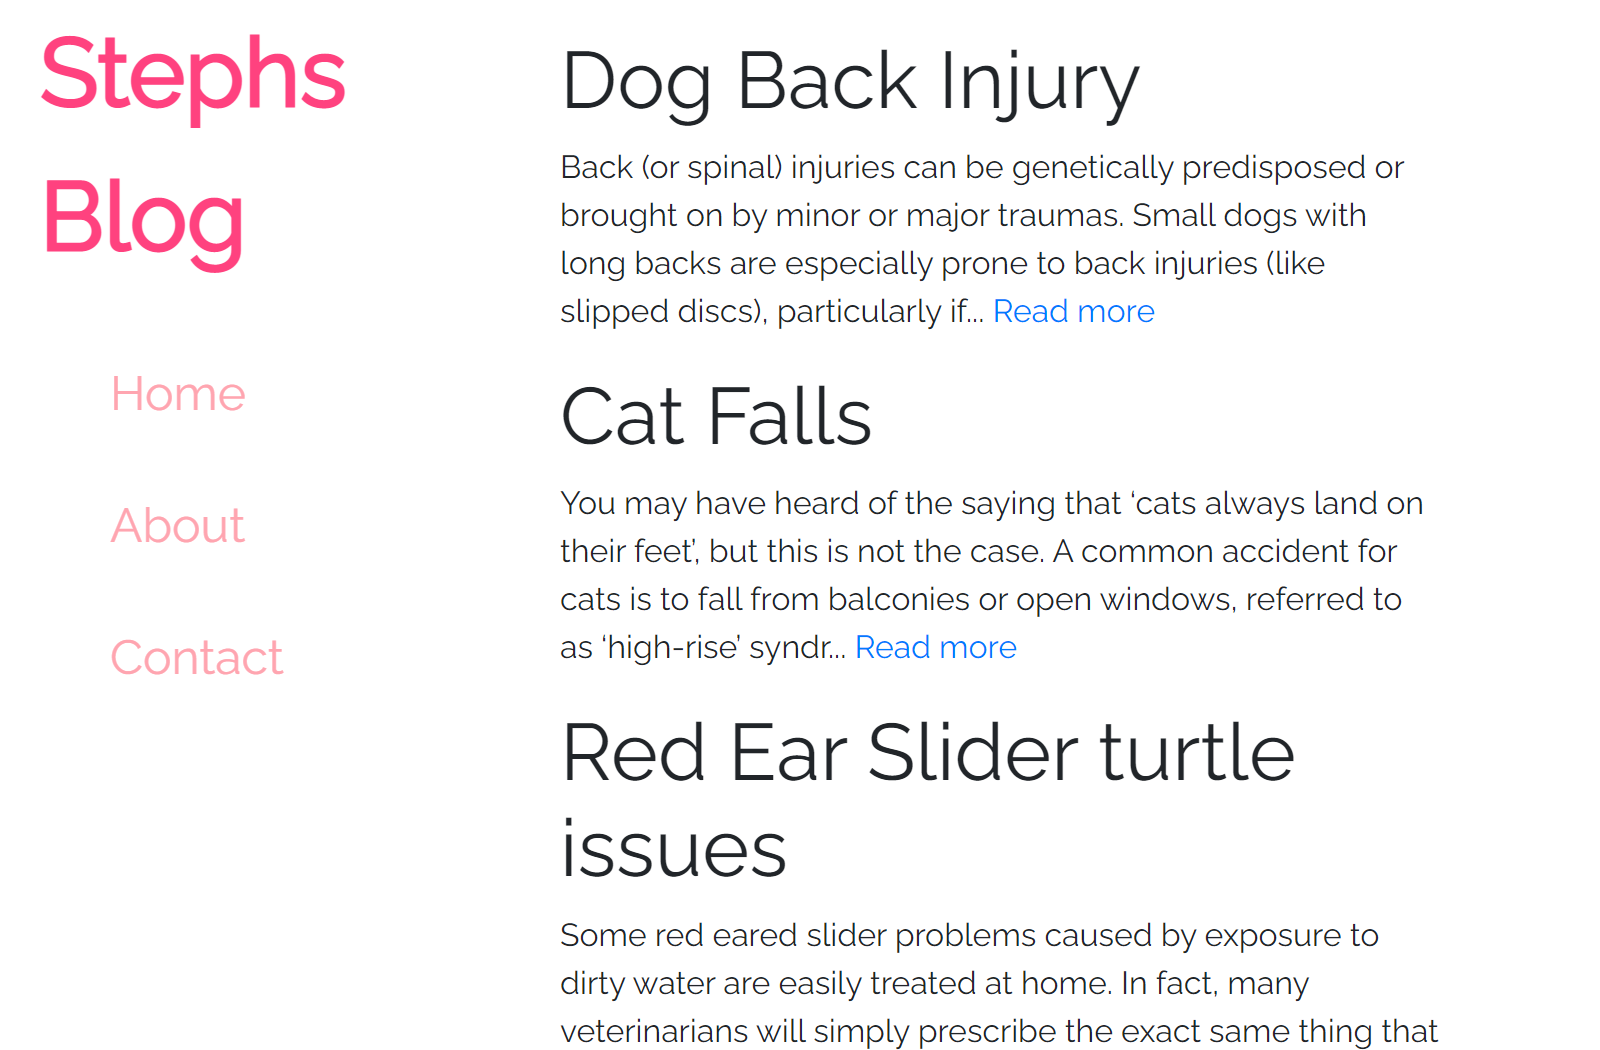 Stephs
Blog
Home
About
Contact
Dog Back Injury
Back (or spinal) injuries can be genetically predisposed or
brought on by minor or major traumas. Small dogs with
long backs are especially prone to back injuries (like
slipped discs), particularly if... Read more
Cat Falls
You may have heard of the saying that ‘cats always land on
their feet’, but this is not the case. A common accident for
cats is to fall from balconies or open windows, referred to
as ‘high-rise’ syndr... Read more
Red Ear Slider turtle
issues
Some red eared slider problems caused by exposure to
dirty water are easily treated at home. In fact, many
veterinarians will simply prescribe the exact same thing that